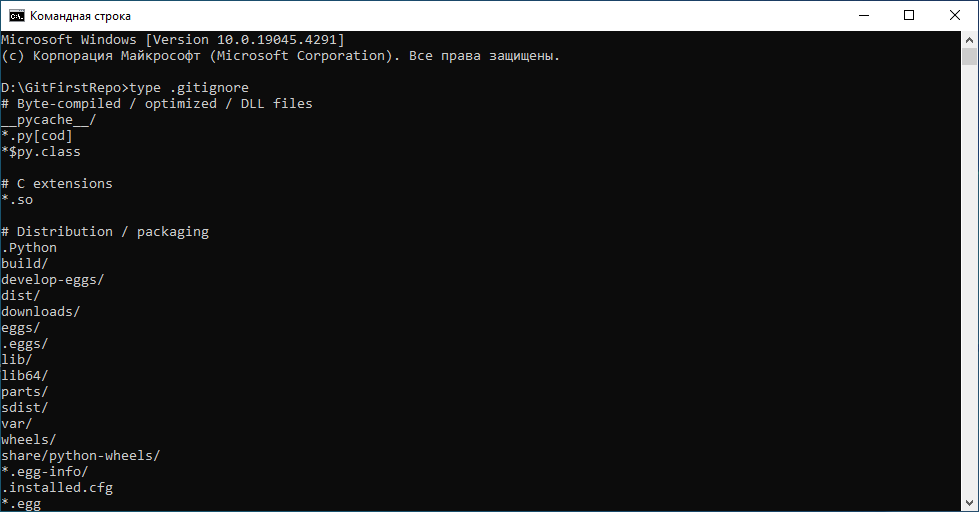 Командная строка
Microsoft Windows [Version 10.0.19045.4291]
(c) Корпорация Майкрософт (Microsoft Corporation). Все права защищены.
D:\GitFirstRepo>type .gitignore
# Byte-compiled / optimized / DLL files
__pycache__/
*.py[cod]
*$py.class
# C extensions
*.so
# Distribution / packaging
.Python
build/
develop-eggs/
dist/
downloads/
eggs/
.eggs/
lib/
lib64/
parts/
sdist/
var/
wheels/
share/python-wheels/
*.egg-info/
.installed.cfg
*.egg